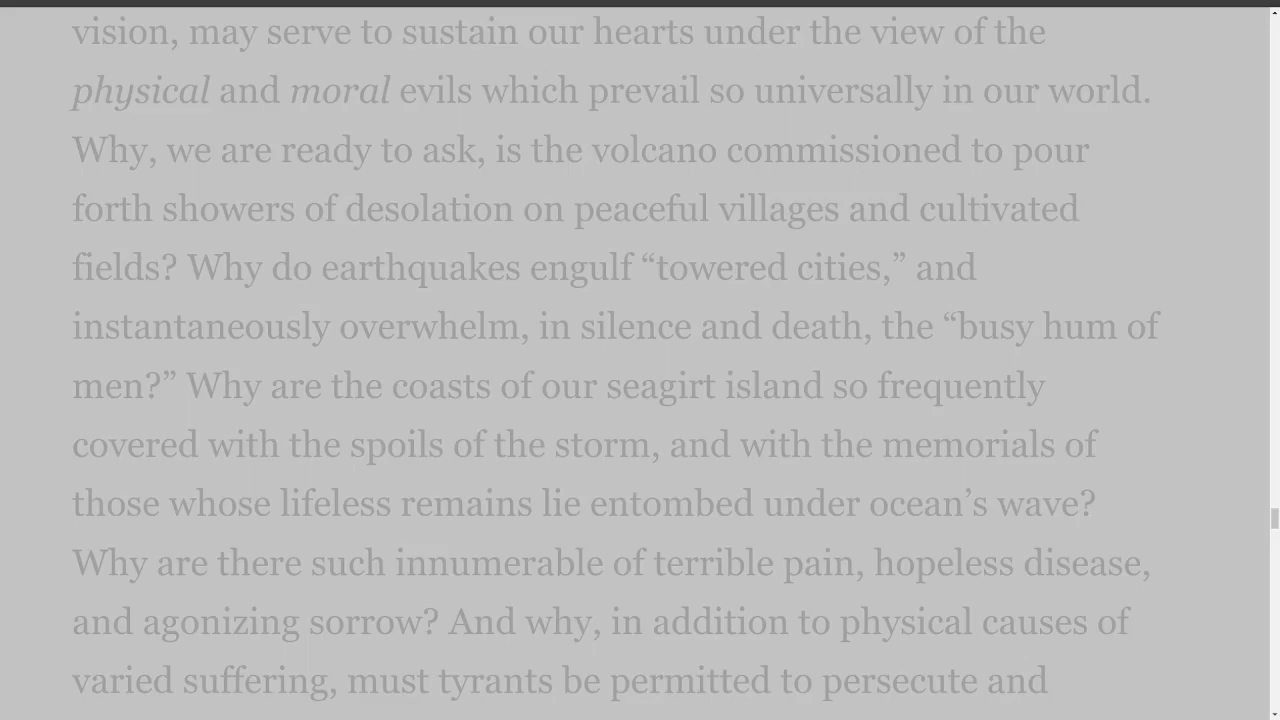 vision, may serve to sustain our hearts under the view of the
physical and moral evils which prevail so universally in our world.
Why, we are ready to ask, is the volcano commissioned to pour
forth showers of desolation on peaceful villages and cultivated
fields? Why do earthquakes engulf “towered cities,” and
instantaneously overwhelm, in silence and death, the “busy hum of
men?” Why are the coasts of our seagirt island so frequently
covered with the spoils of the storm, and with the memorials of
those whose lifeless remains lie entombed under ocean’s wave?
Why are there such innumerable of terrible pain, hopeless disease,
and agonizing sorrow? And why, in addition to physical causes of
varied suffering, must tyrants be permitted to persecute and